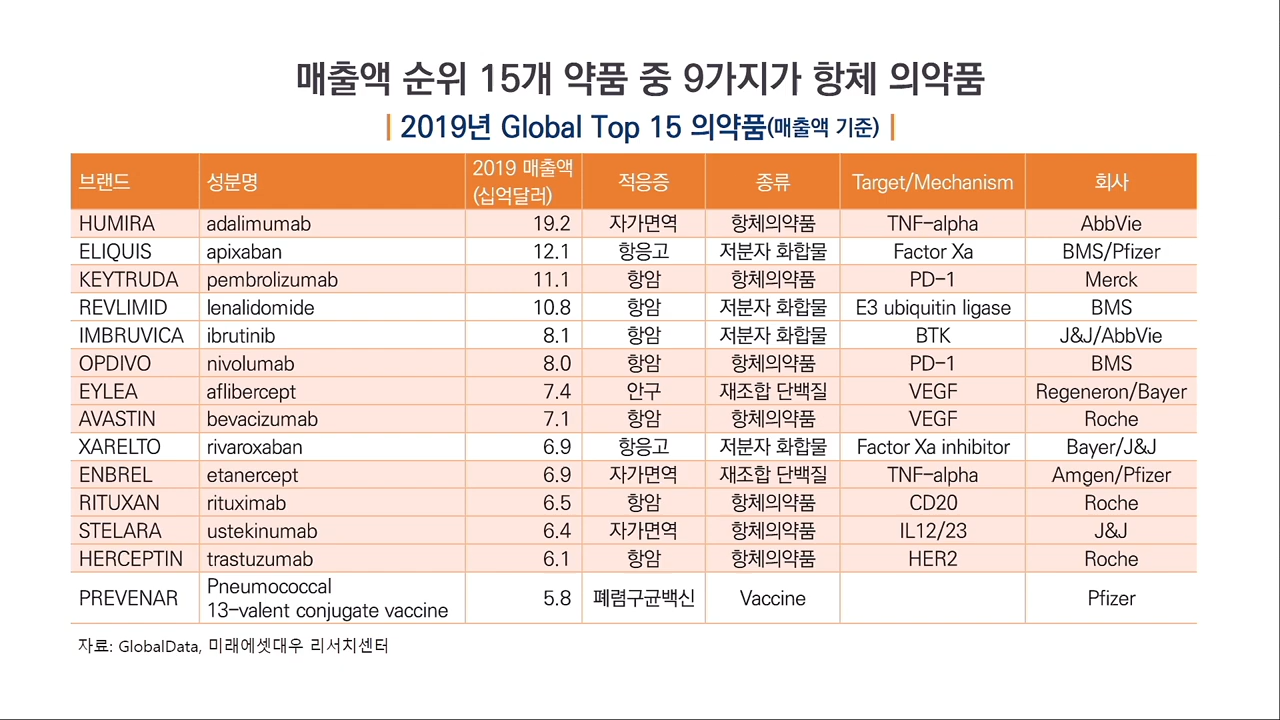 매출액 순위 15개 약품 중 9가지가 항체 의약품
| 2019년 Global Top 15 의약품(매출액 기준) |
브랜드 성분명 2019 매출액 (십억달러) 적응증 종류 Target/Mechanism 회사
HUMIRA adalimumab 19.2 자가면역 항체의약품 TNF-alpha AbbVie
ELIQUIS apixaban 12.1 항응고 저분자 화합물 Factor Xa BMS/Pfizer
KEYTRUDA pembrolizumab 11.1 항암 항체의약품 PD-1 Merck
REVLIMID lenalidomide 10.8 항암 저분자 화합물 E3 ubiquitin ligase BMS
IMBRUVICA ibrutinib 8.1 항암 저분자 화합물 BTK J&J/AbbVie
OPDIVO nivolumab 8.0 항암 항체의약품 PD-1 BMS
EYLEA aflibercept 7.4 안구 재조합 단백질 VEGF Regeneron/Bayer
AVASTIN bevacizumab 7.1 항암 항체의약품 VEGF Roche
XARELTO rivaroxaban 6.9 항응고 저분자 화합물 Factor Xa inhibitor Bayer/J&J
ENBREL etanercept 6.9 자가면역 재조합 단백질 TNF-alpha Amgen/Pfizer
RITUXAN rituximab 6.5 항암 항체의약품 CD20 Roche
STELARA ustekinumab 6.4 자가면역 항체의약품 IL12/23 J&J
HERCEPTIN trastuzumab 6.1 항암 항체의약품 HER2 Roche
PREVENAR Pneumococcal 13-valent conjugate vaccine 5.8 폐렴구균백신 Vaccine Pfizer
자료: GlobalData, 미래에셋대우 리서치센터